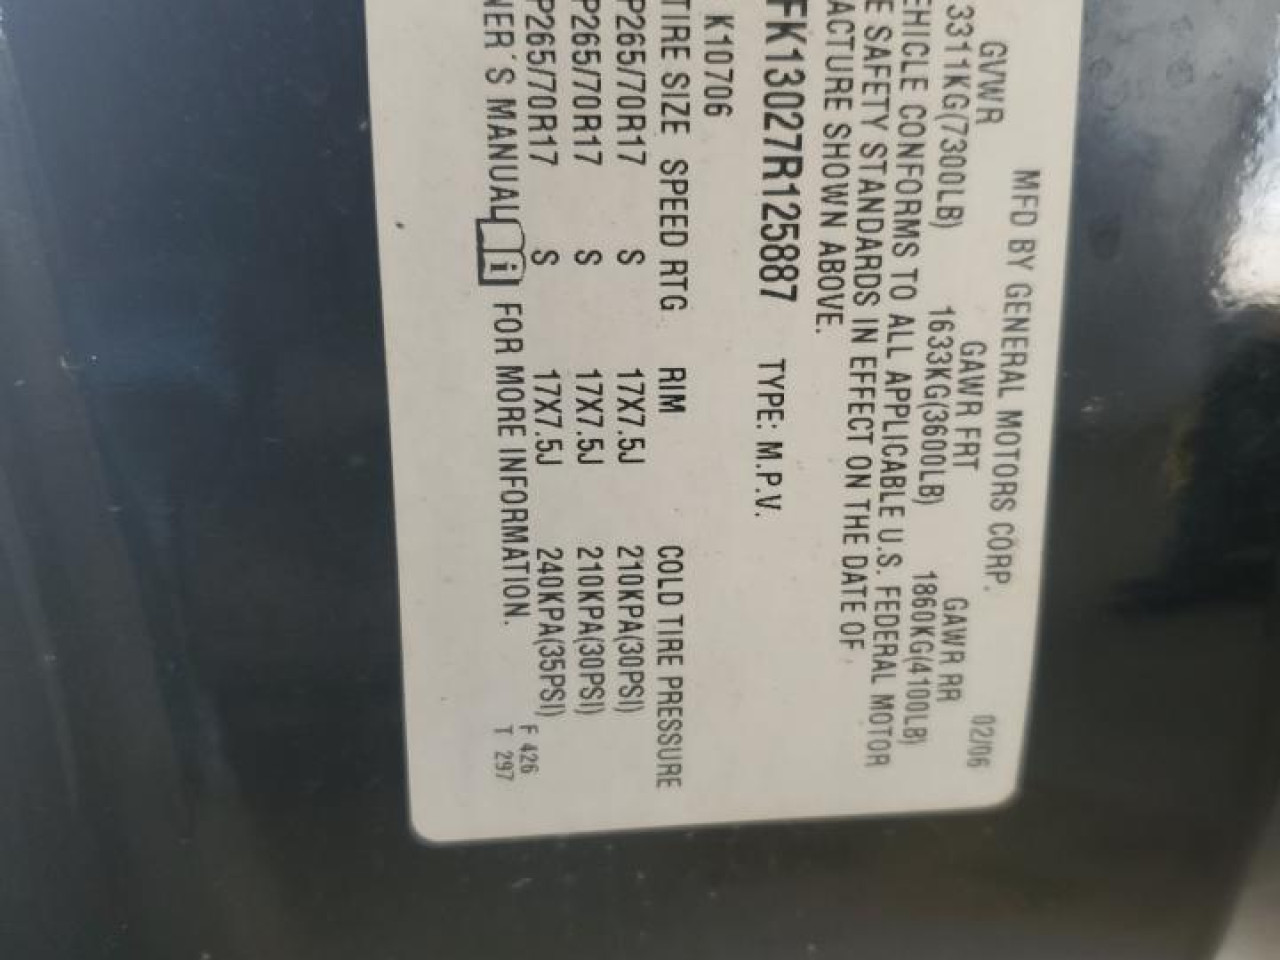 MFD BY GENERAL MOTORS CORP. 02/06
GVWR GAWR FRT GAWR RR
3311KG(7300LB) 1633KG(3600LB) 1860KG(4100LB)
EHICLE CONFORMS TO ALL APPLICABLE U.S. FEDERAL MOTOR
E SAFETY STANDARDS IN EFFECT ON THE DATE OF
ACTURE SHOWN ABOVE.
FK13027R125887 TYPE: M.P.V.
K10706
TIRE SIZE SPEED RTG RIM COLD TIRE PRESSURE
P265/70R17 S 17X7.5J 210KPA(30PSI)
P265/70R17 S 17X7.5J 210KPA(30PSI)
P265/70R17 S 17X7.5J 240KPA(35PSI)
NER'S MANUAL i FOR MORE INFORMATION.
F 426
T 297